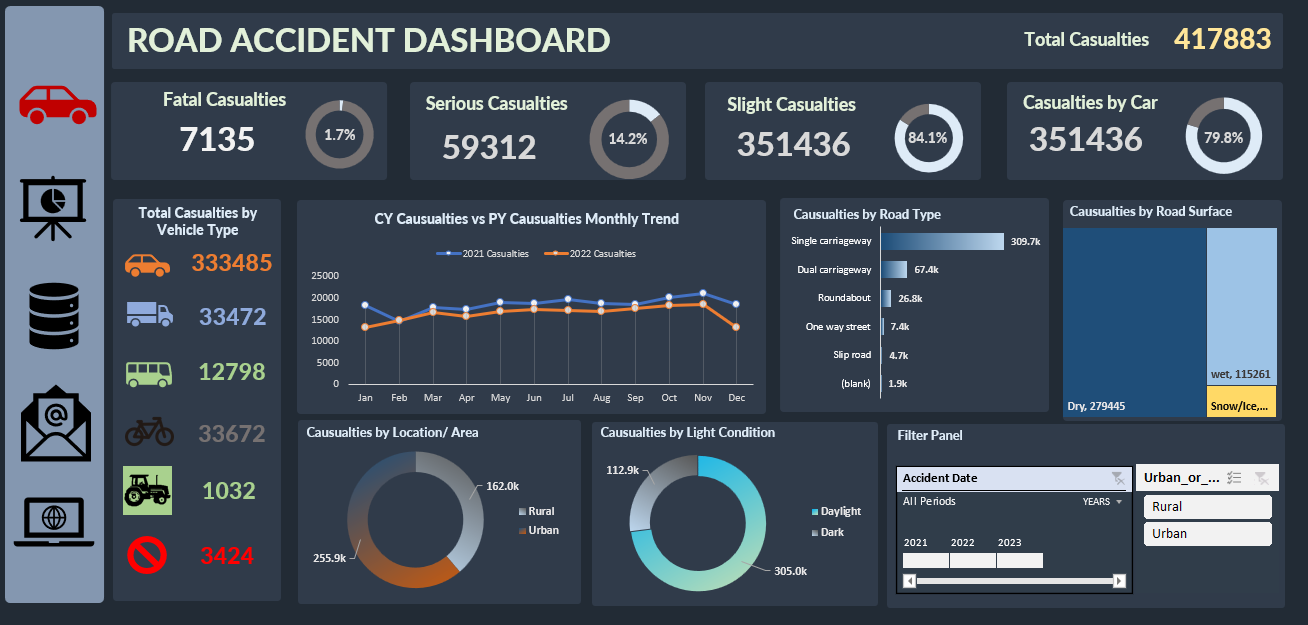 ROAD ACCIDENT DASHBOARD
Total Casualties
417883
Fatal Casualties
7135
1.7%
Serious Casualties
59312
14.2%
Slight Casualties
351436
84.1%
Casualties by Car
351436
79.8%
Total Casualties by
Vehicle Type
333485
33472
12798
33672
1032
3424
CY Causualties vs PY Causualties Monthly Trend
2021 Casualties
2022 Casualties
25000
20000
15000
10000
5000
0
Jan Feb Mar Apr May Jun Jul Aug Sep Oct Nov Dec
Causualties by Road Type
Single carriageway 309.7k
Dual carriageway 67.4k
Roundabout 26.8k
One way street 7.4k
Slip road 4.7k
(blank) 1.9k
Causualties by Road Surface
Dry, 279445
wet, 115261
Snow/Ice,...
Causualties by Location/ Area
162.0k
255.9k
Rural
Urban
Causualties by Light Condition
112.9k
305.0k
Daylight
Dark
Filter Panel
Accident Date
All Periods
YEARS
2021 2022 2023
Urban_or_...
Rural
Urban